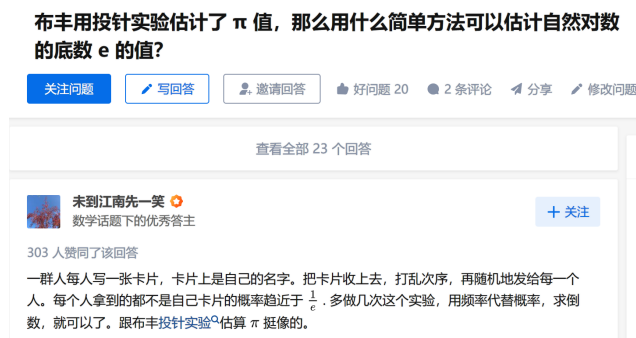 布丰用投针实验估计了 π 值，那么用什么简单方法可以估计自然对数
的底数 e 的值？
关注问题 写回答 邀请回答 好问题 20 2 条评论 分享 修改问题
查看全部 23 个回答
未到江南先一笑
数学话题下的优秀答主
+ 关注
303 人赞同了该回答
一群人每人写一张卡片，卡片上是自己的名字。把卡片收上去，打乱次序，再随机地发给每一个
人。每个人拿到的都不是自己卡片的概率趋近于 1/e . 多做几次这个实验，用频率代替概率，求倒
数，就可以了。跟布丰投针实验估算 π 挺像的。